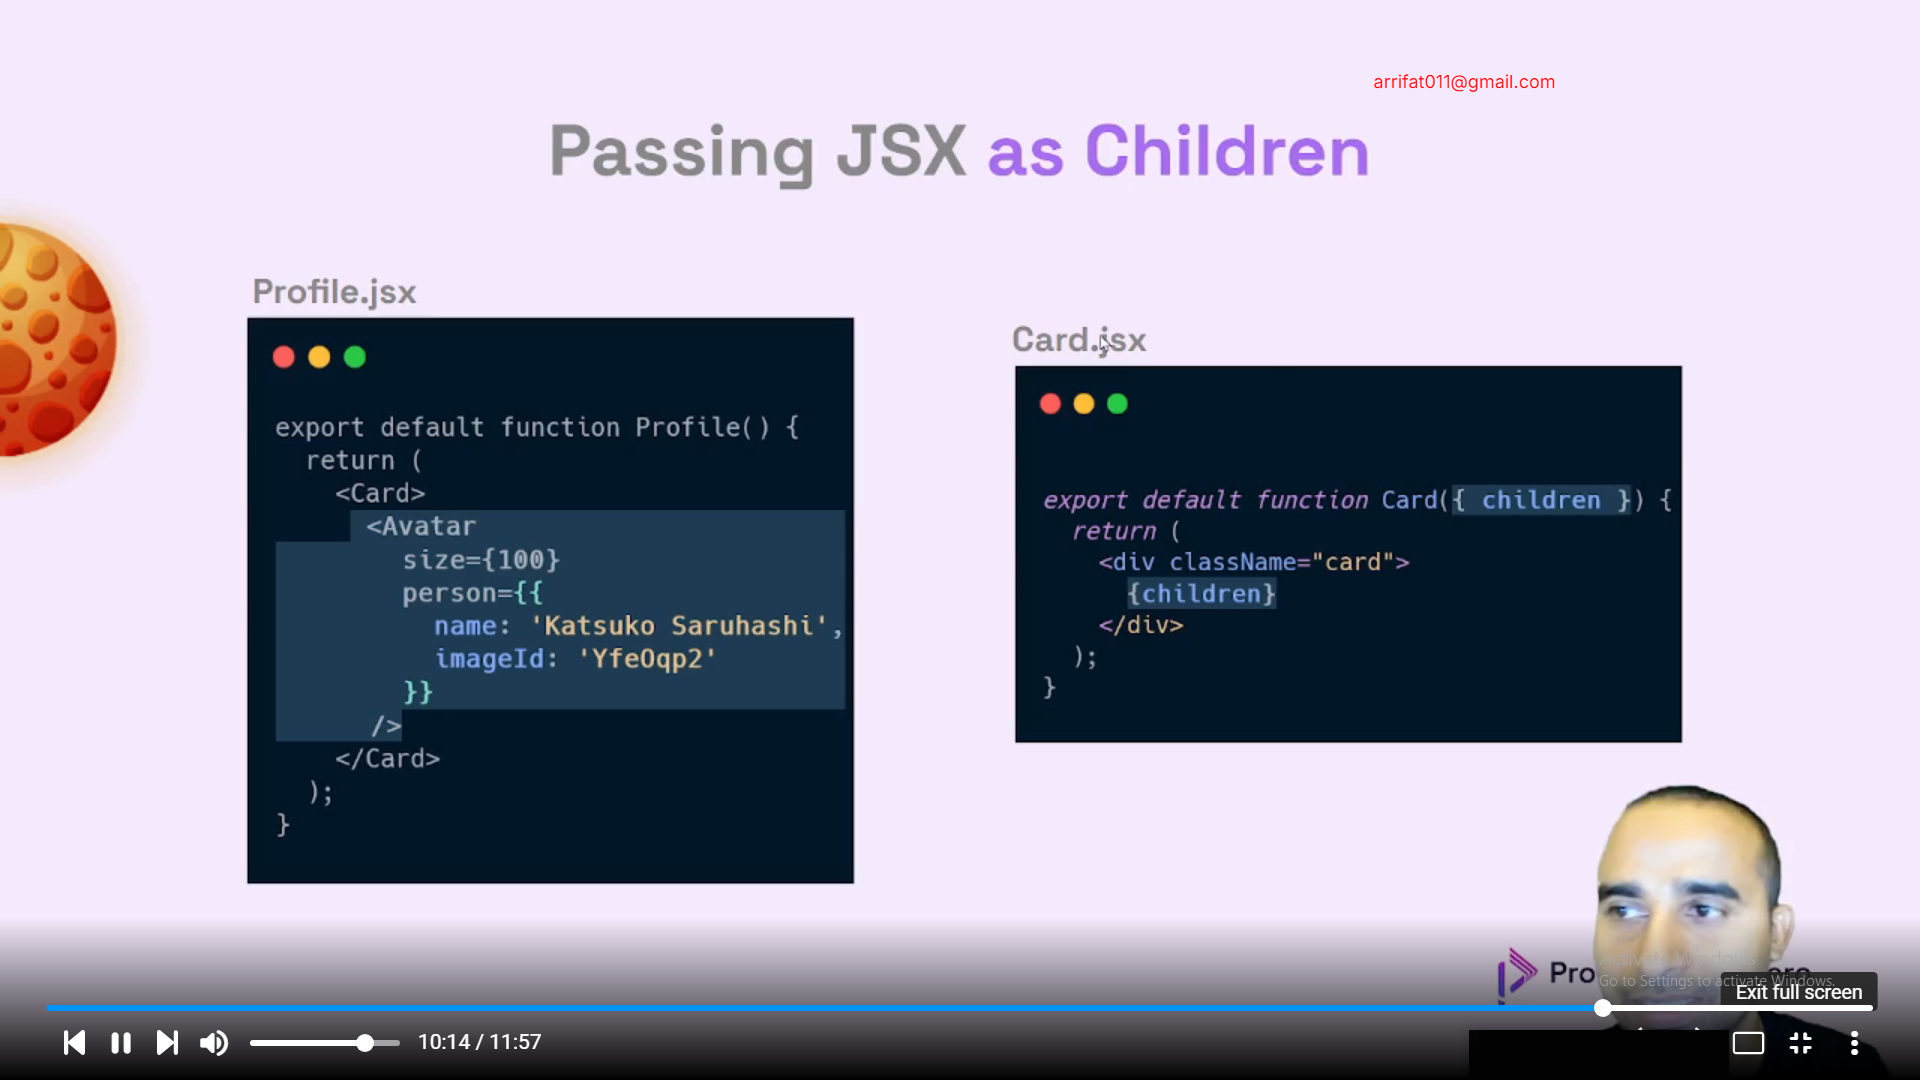 arrifat011@gmail.com
Passing JSX as Children
Profile.jsx
export default function Profile() {
return (
<Card>
<Avatar
size={100}
person={{
name: 'Katsuko Saruhashi',
imageId: 'YfeOqp2'
}}
/>
</Card>
);
}
Card.jsx
export default function Card({ children }) {
return (
<div className="card">
{children}
</div>
);
}
Activate Windows
Go to Settings to activate Windows.
Exit full screen
10:14 / 11:57